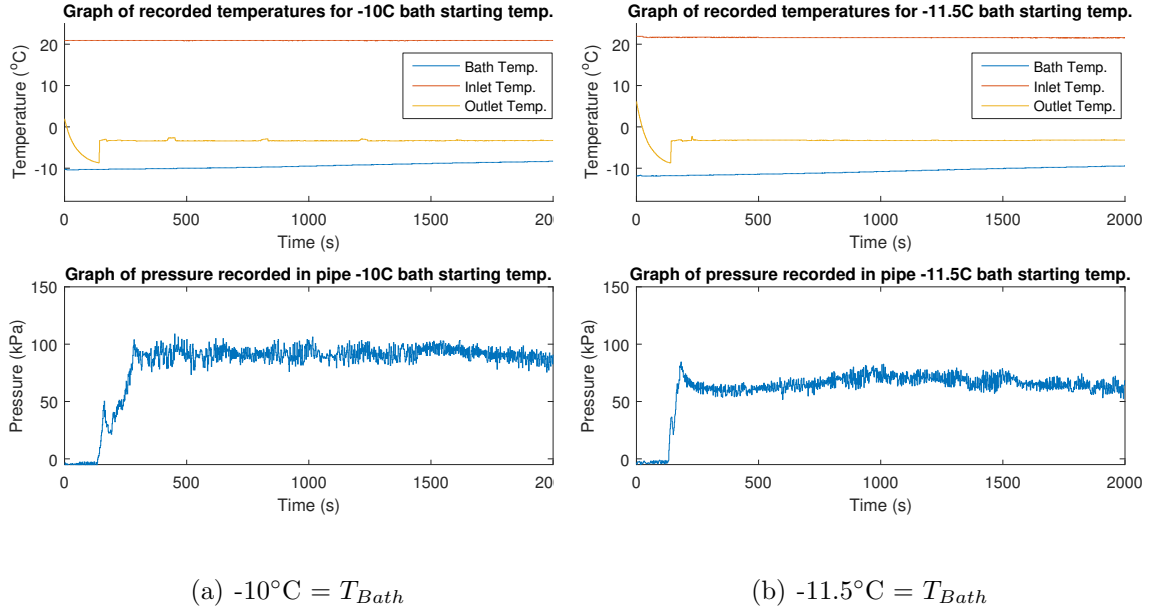 Graph of recorded temperatures for -10C bath starting temp.
20
10
0
-10
Temperature (°C)
Bath Temp.
Inlet Temp.
Outlet Temp.
0 500 1000 1500 20
Time (s)
Graph of recorded temperatures for -11.5C bath starting temp.
20
10
0
-10
Temperature (°C)
Bath Temp.
Inlet Temp.
Outlet Temp.
0 500 1000 1500 2000
Time (s)
Graph of pressure recorded in pipe -10C bath starting temp.
150
100
50
0
Pressure (kPa)
0 500 1000 1500 20
Time (s)
Graph of pressure recorded in pipe -11.5C bath starting temp.
150
100
50
0
Pressure (kPa)
0 500 1000 1500 2000
Time (s)
(a) -10°C = T_Bath
(b) -11.5°C = T_Bath